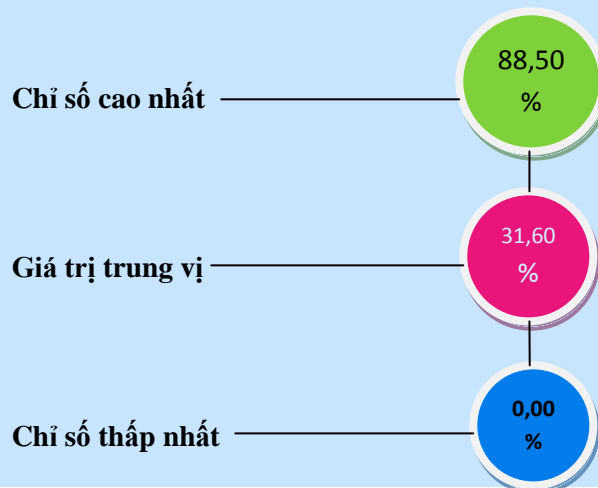 88,50
%
Chỉ số cao nhất
31,60
%
Giá trị trung vị
0,00
%
Chỉ số thấp nhất